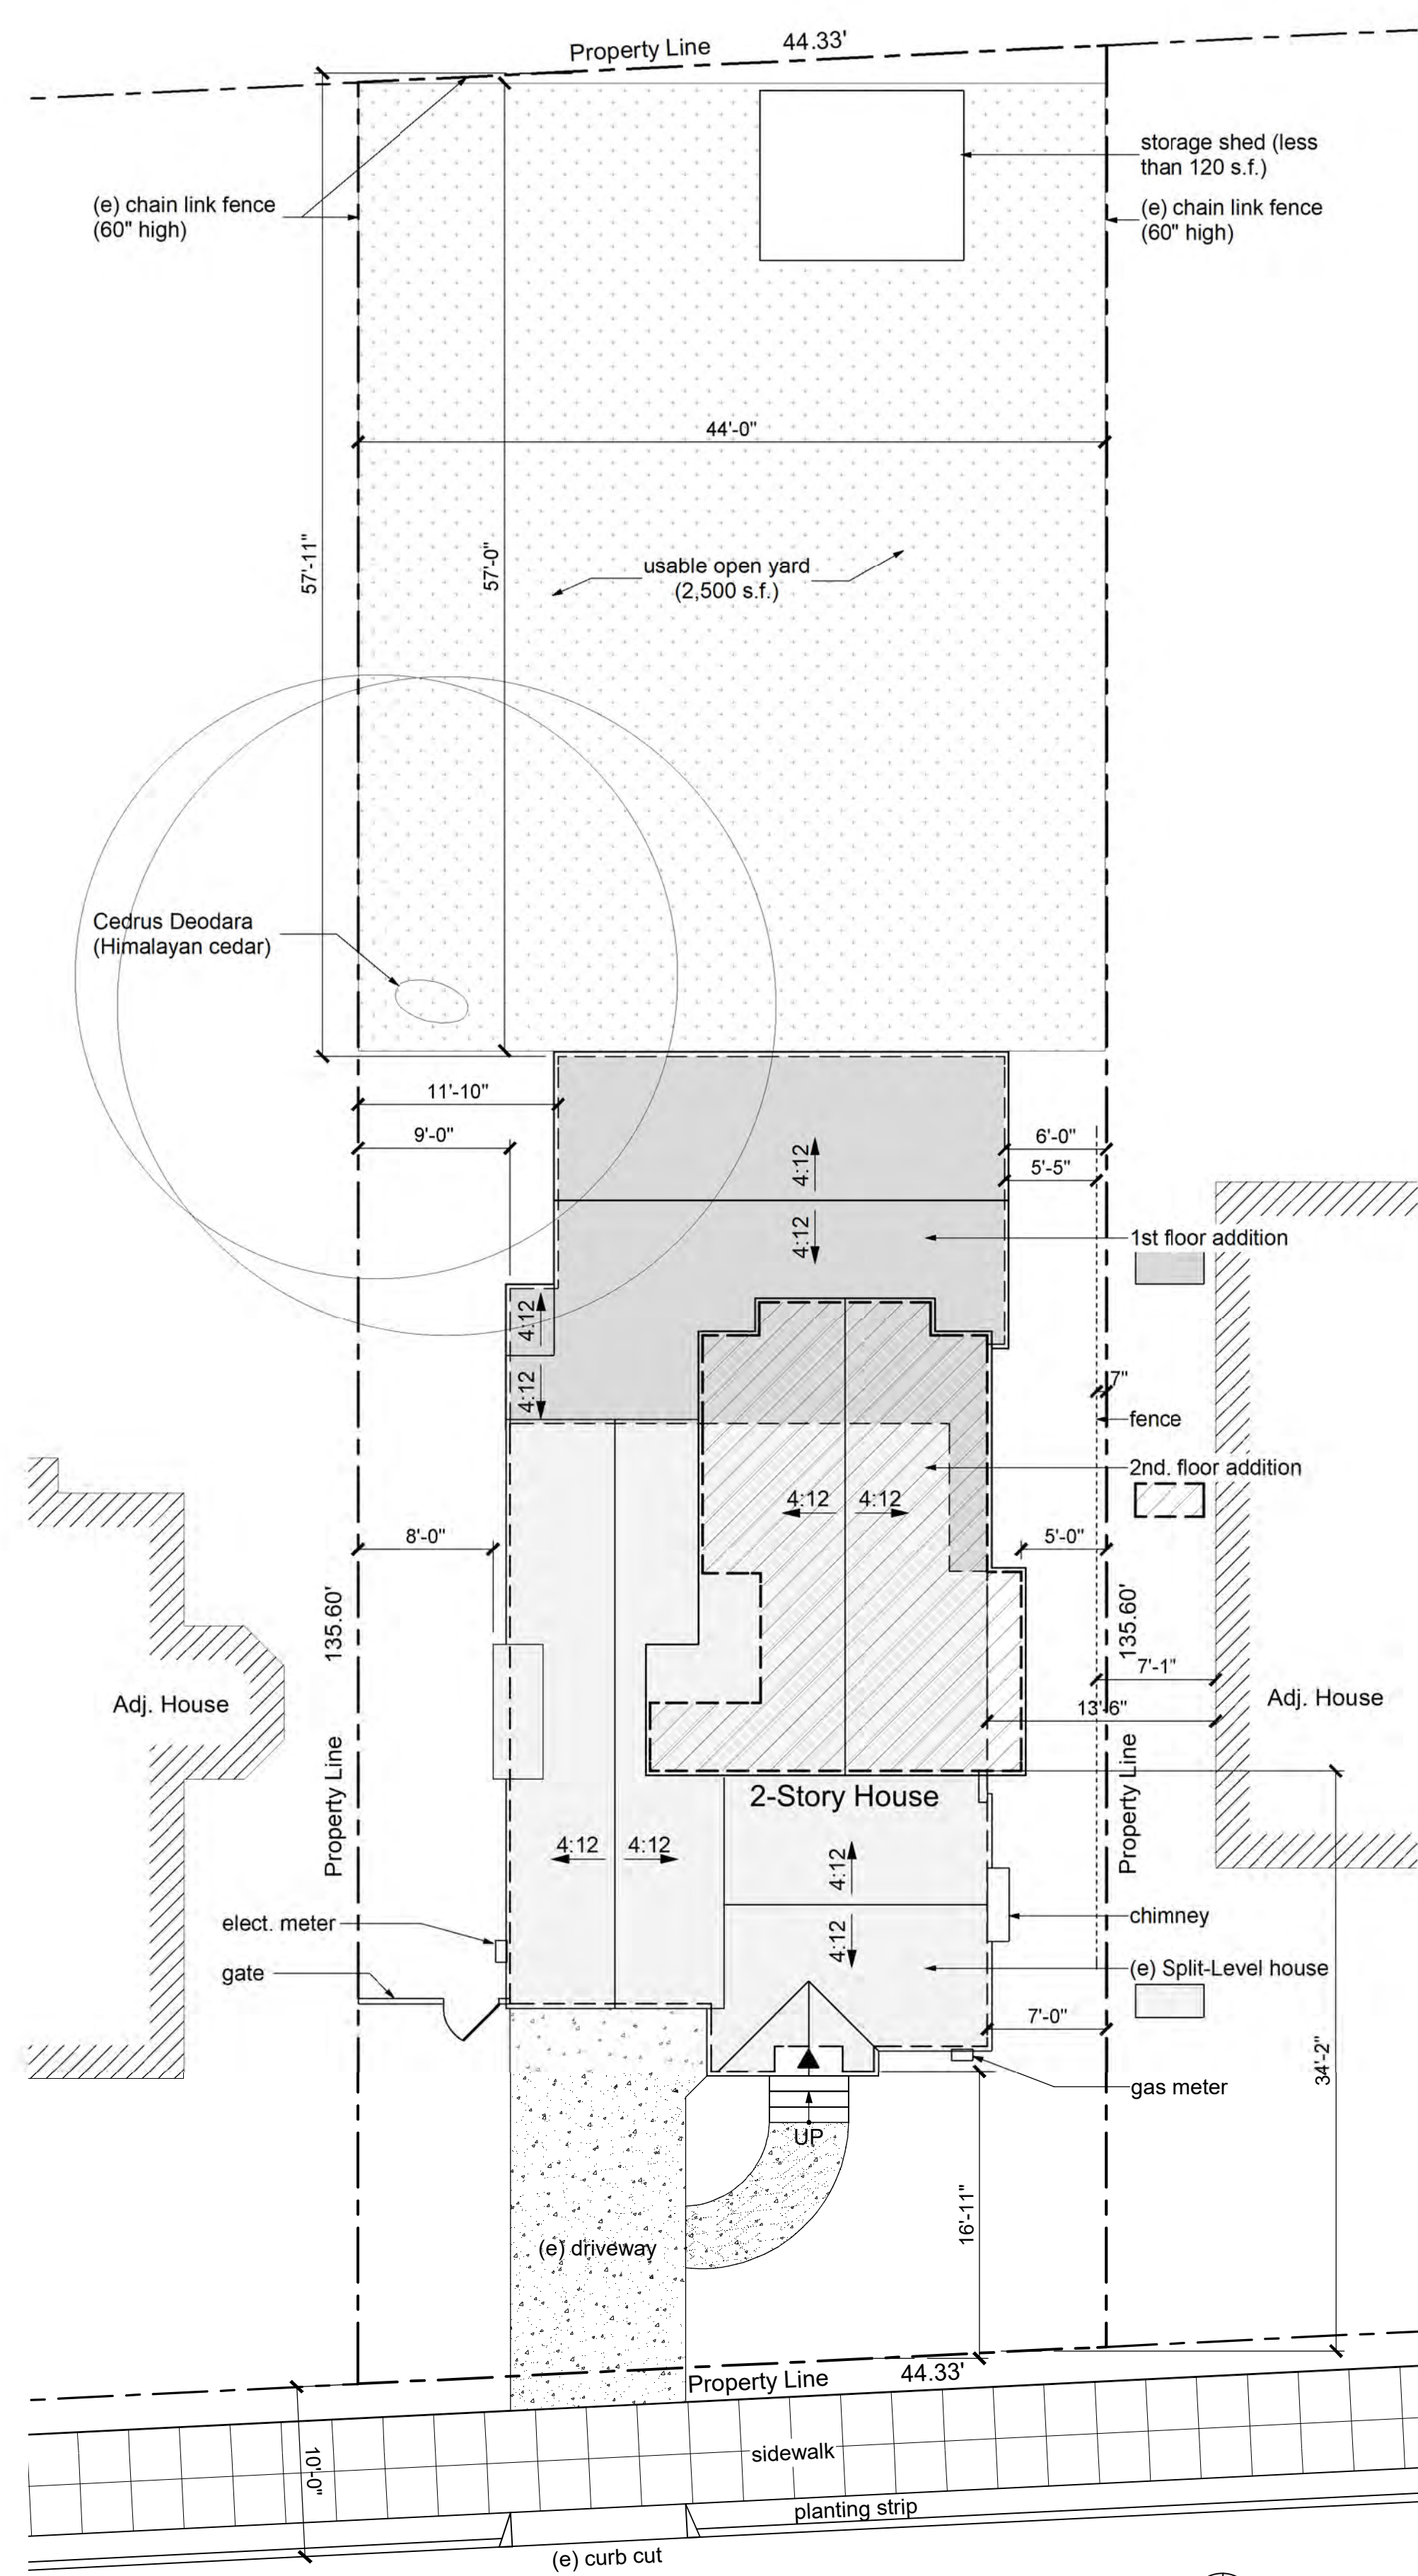 Property Line 44.33'
storage shed (less
than 120 s.f.)
(e) chain link fence
(60" high)
(e) chain link fence
(60" high)
44'-0"
57'-11"
57'-0"
usable open yard
(2,500 s.f.)
Cedrus Deodara
(Himalayan cedar)
11'-10"
9'-0"
6'-0"
5'-5"
4:12
4:12
1st floor addition
4:12
4:12
7"
fence
2nd. floor addition
4:12 4:12
8'-0"
5'-0"
135.60'
135.60'
7'-1"
Adj. House
13'-6"
Adj. House
Property Line
Property Line
2-Story House
4:12 4:12
4:12
4:12
elect. meter
chimney
gate
(e) Split-Level house
7'-0"
34'-2"
gas meter
UP
16'-11"
(e) driveway
Property Line 44.33'
10'-0"
sidewalk
planting strip
(e) curb cut